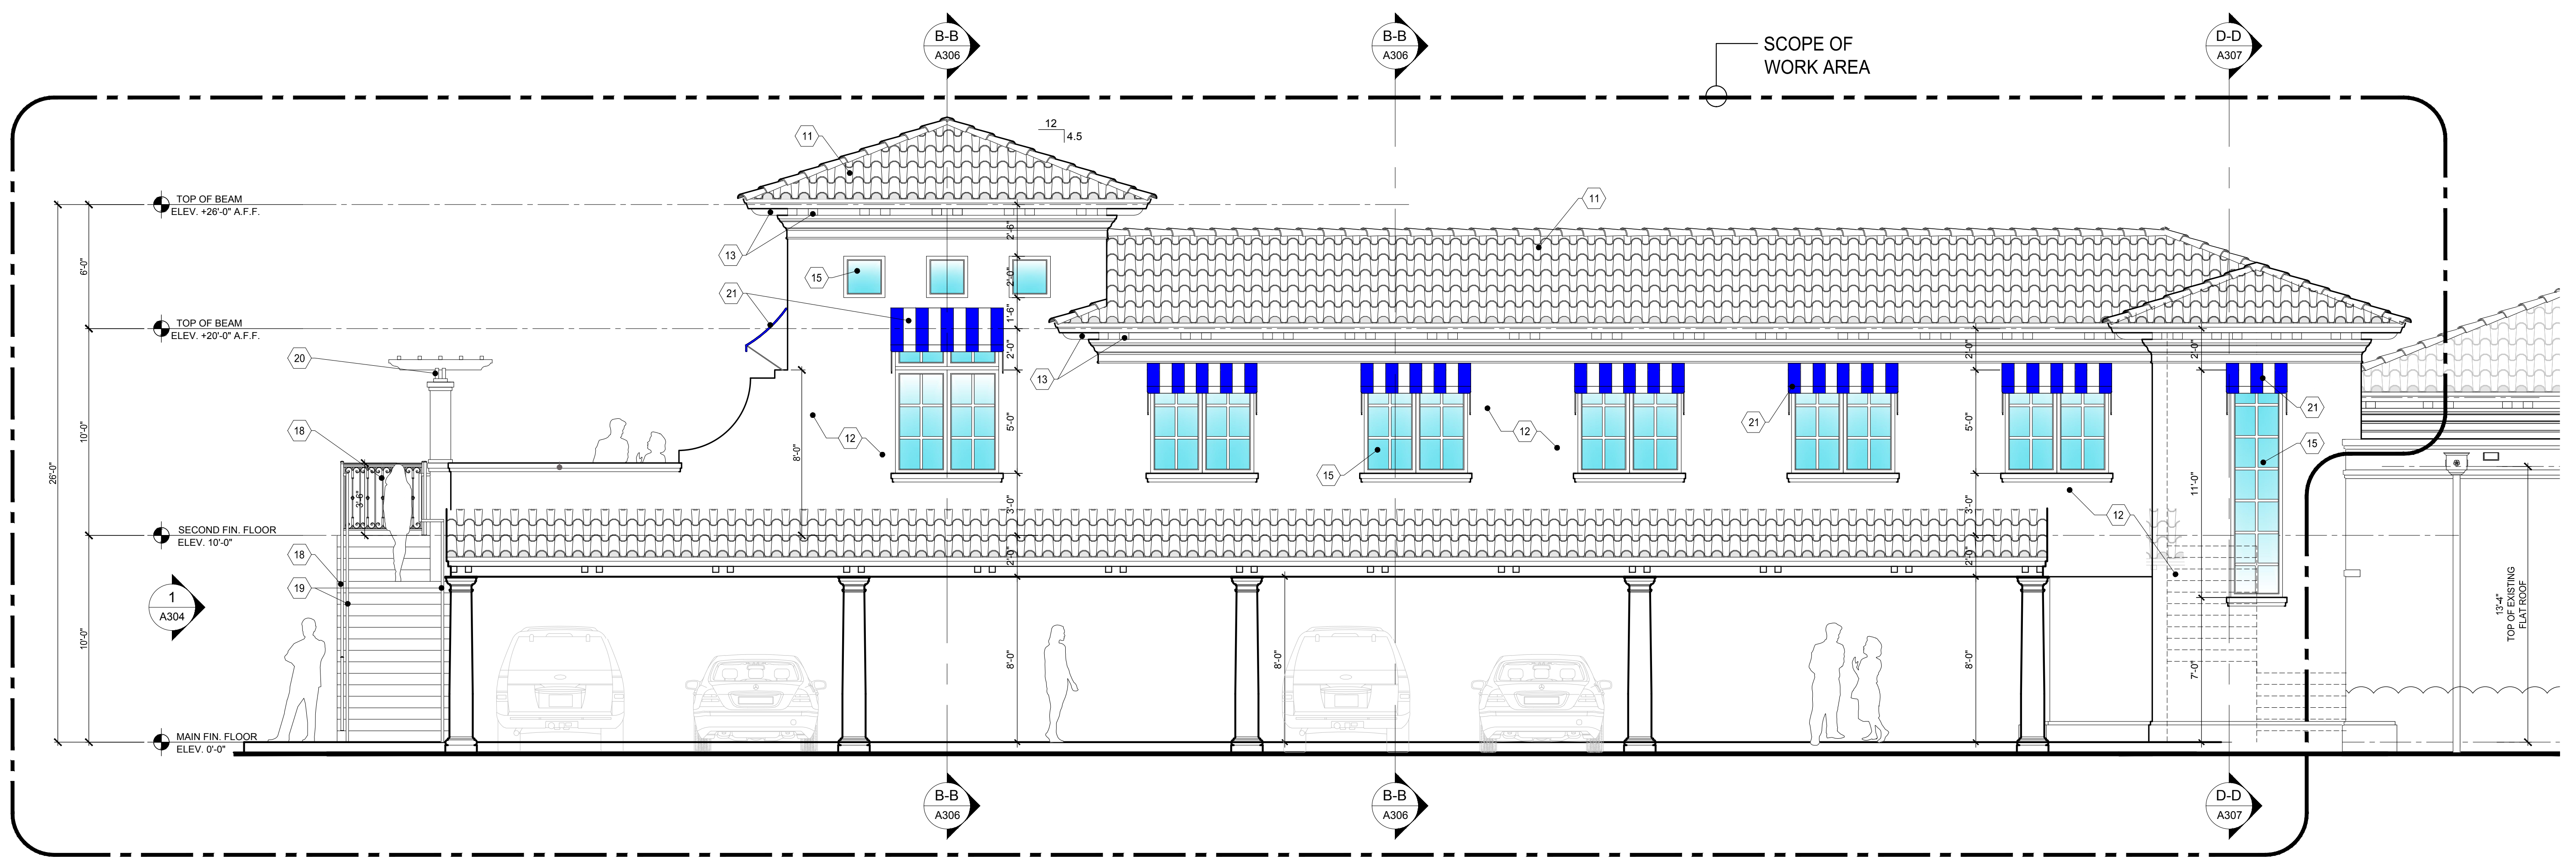 B-B
A306
B-B
A306
D-D
A307
SCOPE OF
WORK AREA
12
4.5
11
TOP OF BEAM
ELEV. +26'-0" A.F.F.
11
13
2'-6"
6'-0"
15
2'-0"
21
1'-6"
TOP OF BEAM
ELEV. +20'-0" A.F.F.
20
2'-0"
2'-0"
2'-0"
13
21
21
18
12
12
10'-0"
5'-0"
5'-0"
15
8'-0"
15
26'-0"
3'-6"
11'-0"
3'-0"
3'-0"
12
SECOND FIN. FLOOR
ELEV. 10'-0"
2'-0"
2'-0"
18
19
1
A304
13'-4"
TOP OF EXISTING
FLAT ROOF
10'-0"
8'-0"
8'-0"
8'-0"
7'-0"
MAIN FIN. FLOOR
ELEV. 0'-0"
B-B
A306
B-B
A306
D-D
A307